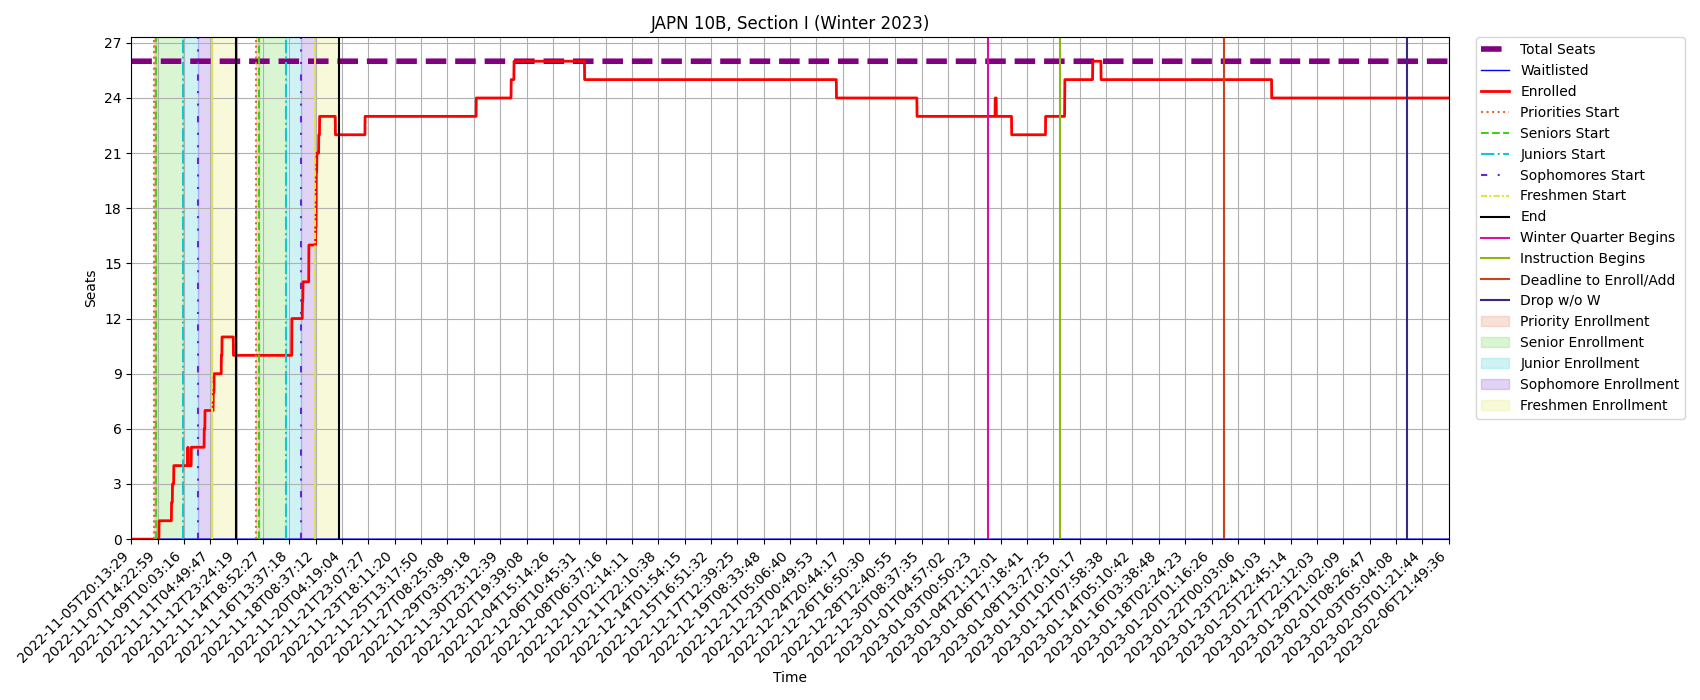 JAPN 10B, Section I (Winter 2023)
27
24
21
18
15
12
9
6
3
0
Seats
2022-11-05T20:13:29
2022-11-07T14:22:59
2022-11-09T10:03:16
2022-11-11T04:49:47
2022-11-12T23:24:19
2022-11-14T18:52:27
2022-11-16T13:37:18
2022-11-18T08:37:12
2022-11-20T04:19:04
2022-11-21T23:07:27
2022-11-23T18:11:20
2022-11-25T13:17:50
2022-11-27T08:25:08
2022-11-29T03:39:18
2022-11-30T23:12:39
2022-12-02T19:39:08
2022-12-04T15:14:26
2022-12-06T10:45:31
2022-12-08T06:37:16
2022-12-10T02:14:11
2022-12-11T22:10:38
2022-12-14T01:54:15
2022-12-15T16:51:32
2022-12-17T12:39:25
2022-12-19T08:33:48
2022-12-21T05:06:40
2022-12-23T00:49:53
2022-12-24T20:44:17
2022-12-26T16:50:30
2022-12-28T12:40:55
2022-12-30T08:37:35
2023-01-01T04:57:02
2023-01-03T00:50:23
2023-01-04T21:12:01
2023-01-06T17:18:41
2023-01-08T13:27:25
2023-01-10T10:10:17
2023-01-12T07:58:38
2023-01-14T05:10:42
2023-01-16T03:38:48
2023-01-18T02:24:23
2023-01-20T01:16:26
2023-01-22T00:03:06
2023-01-23T22:41:03
2023-01-25T22:45:14
2023-01-27T22:12:03
2023-01-29T21:02:09
2023-02-01T08:26:47
2023-02-03T05:04:08
2023-02-05T01:21:44
2023-02-06T21:49:36
Time
Total Seats
Waitlisted
Enrolled
Priorities Start
Seniors Start
Juniors Start
Sophomores Start
Freshmen Start
End
Winter Quarter Begins
Instruction Begins
Deadline to Enroll/Add
Drop w/o W
Priority Enrollment
Senior Enrollment
Junior Enrollment
Sophomore Enrollment
Freshmen Enrollment